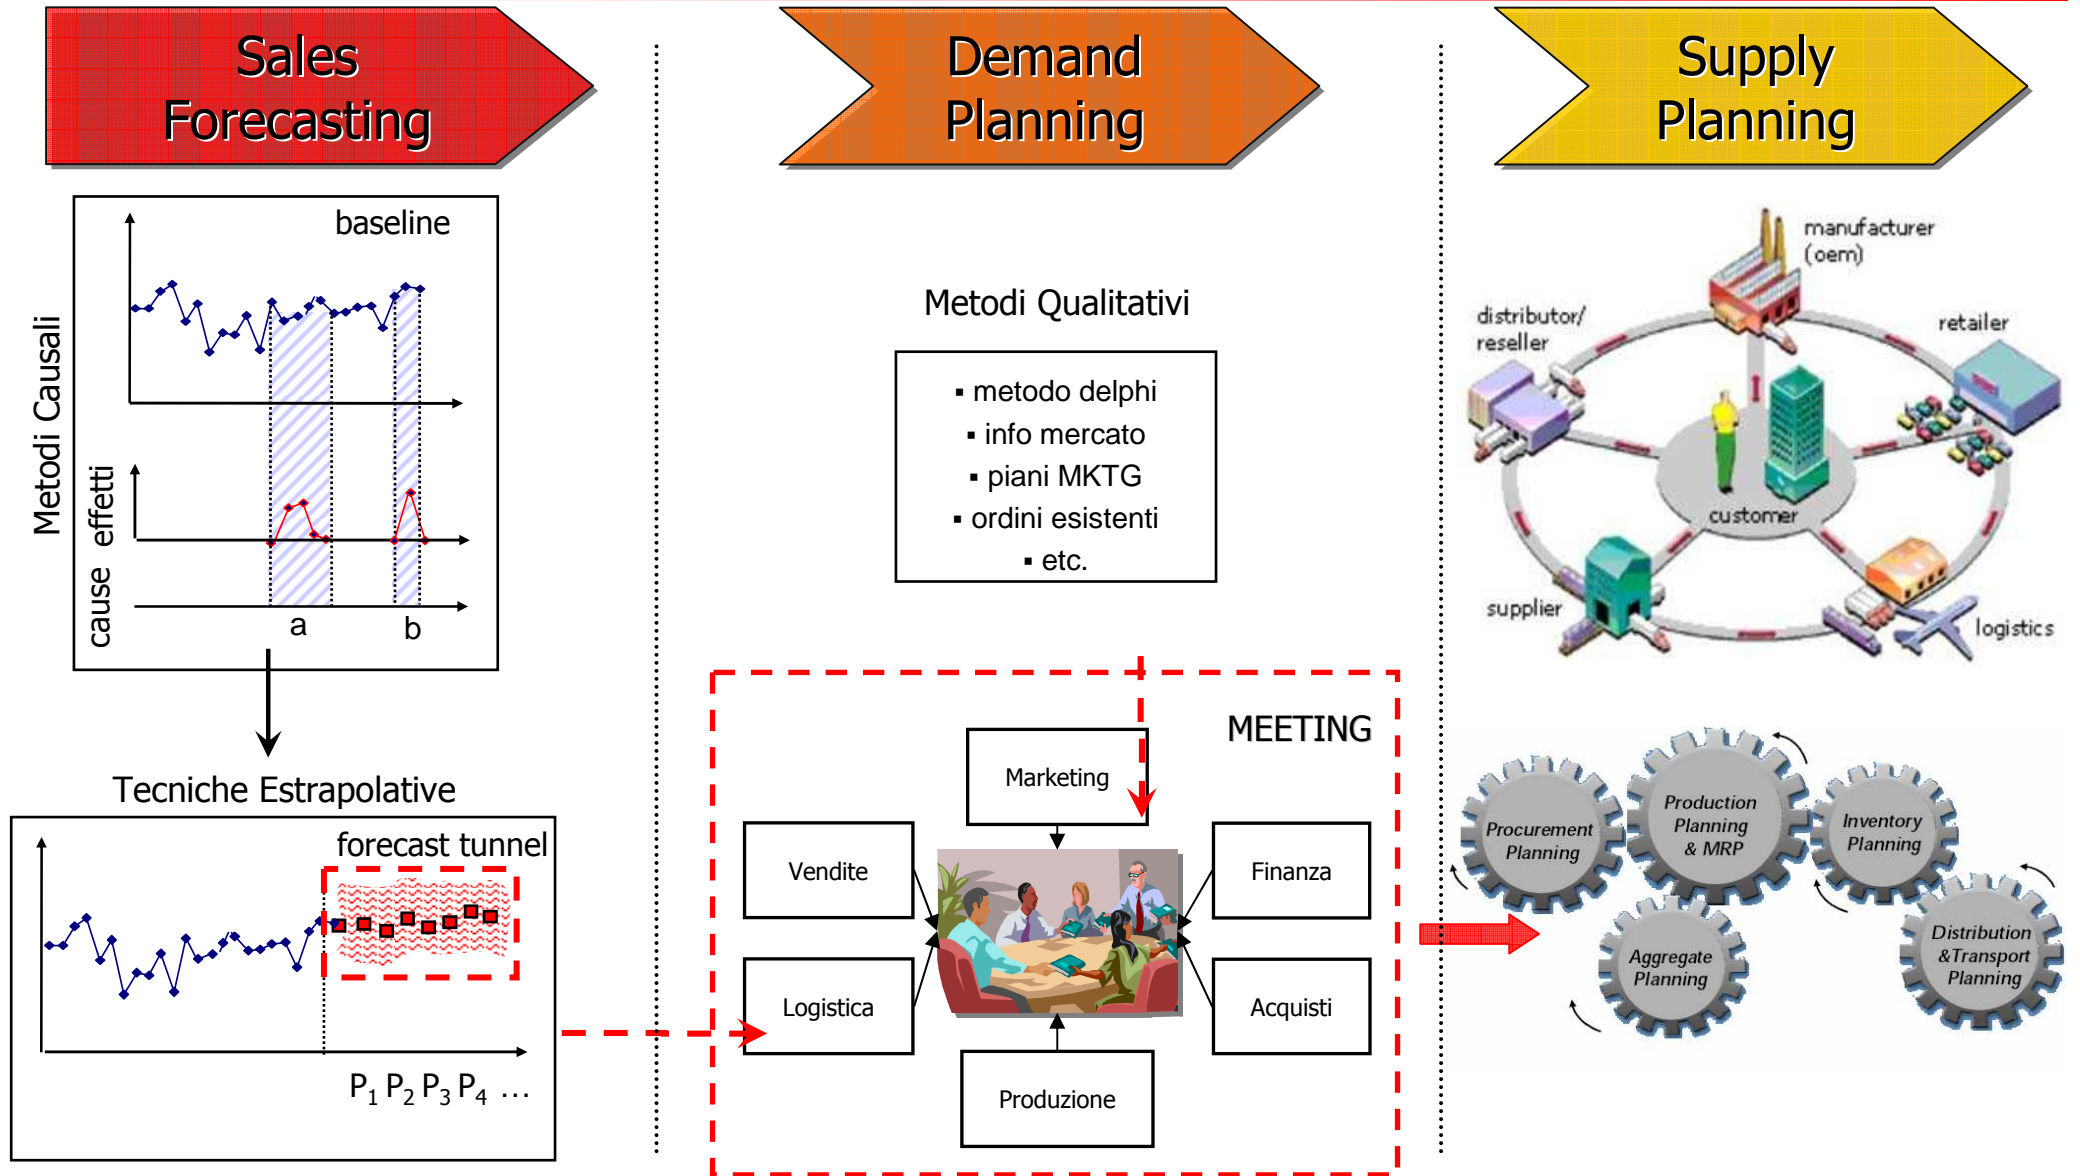 Sales
Forecasting
Demand
Planning
Supply
Planning
Metodi Causali
baseline
effetti
cause
a
b
Tecniche Estrapolative
forecast tunnel
P1 P2 P3 P4 ...
Metodi Qualitativi
▪ metodo delphi
▪ info mercato
▪ piani MKTG
▪ ordini esistenti
▪ etc.
MEETING
Marketing
Vendite
Finanza
Logistica
Acquisti
Produzione
manufacturer
(oem)
distributor/
reseller
retailer
customer
supplier
logistics
Procurement
Planning
Production
Planning
& MRP
Inventory
Planning
Aggregate
Planning
Distribution
&Transport
Planning